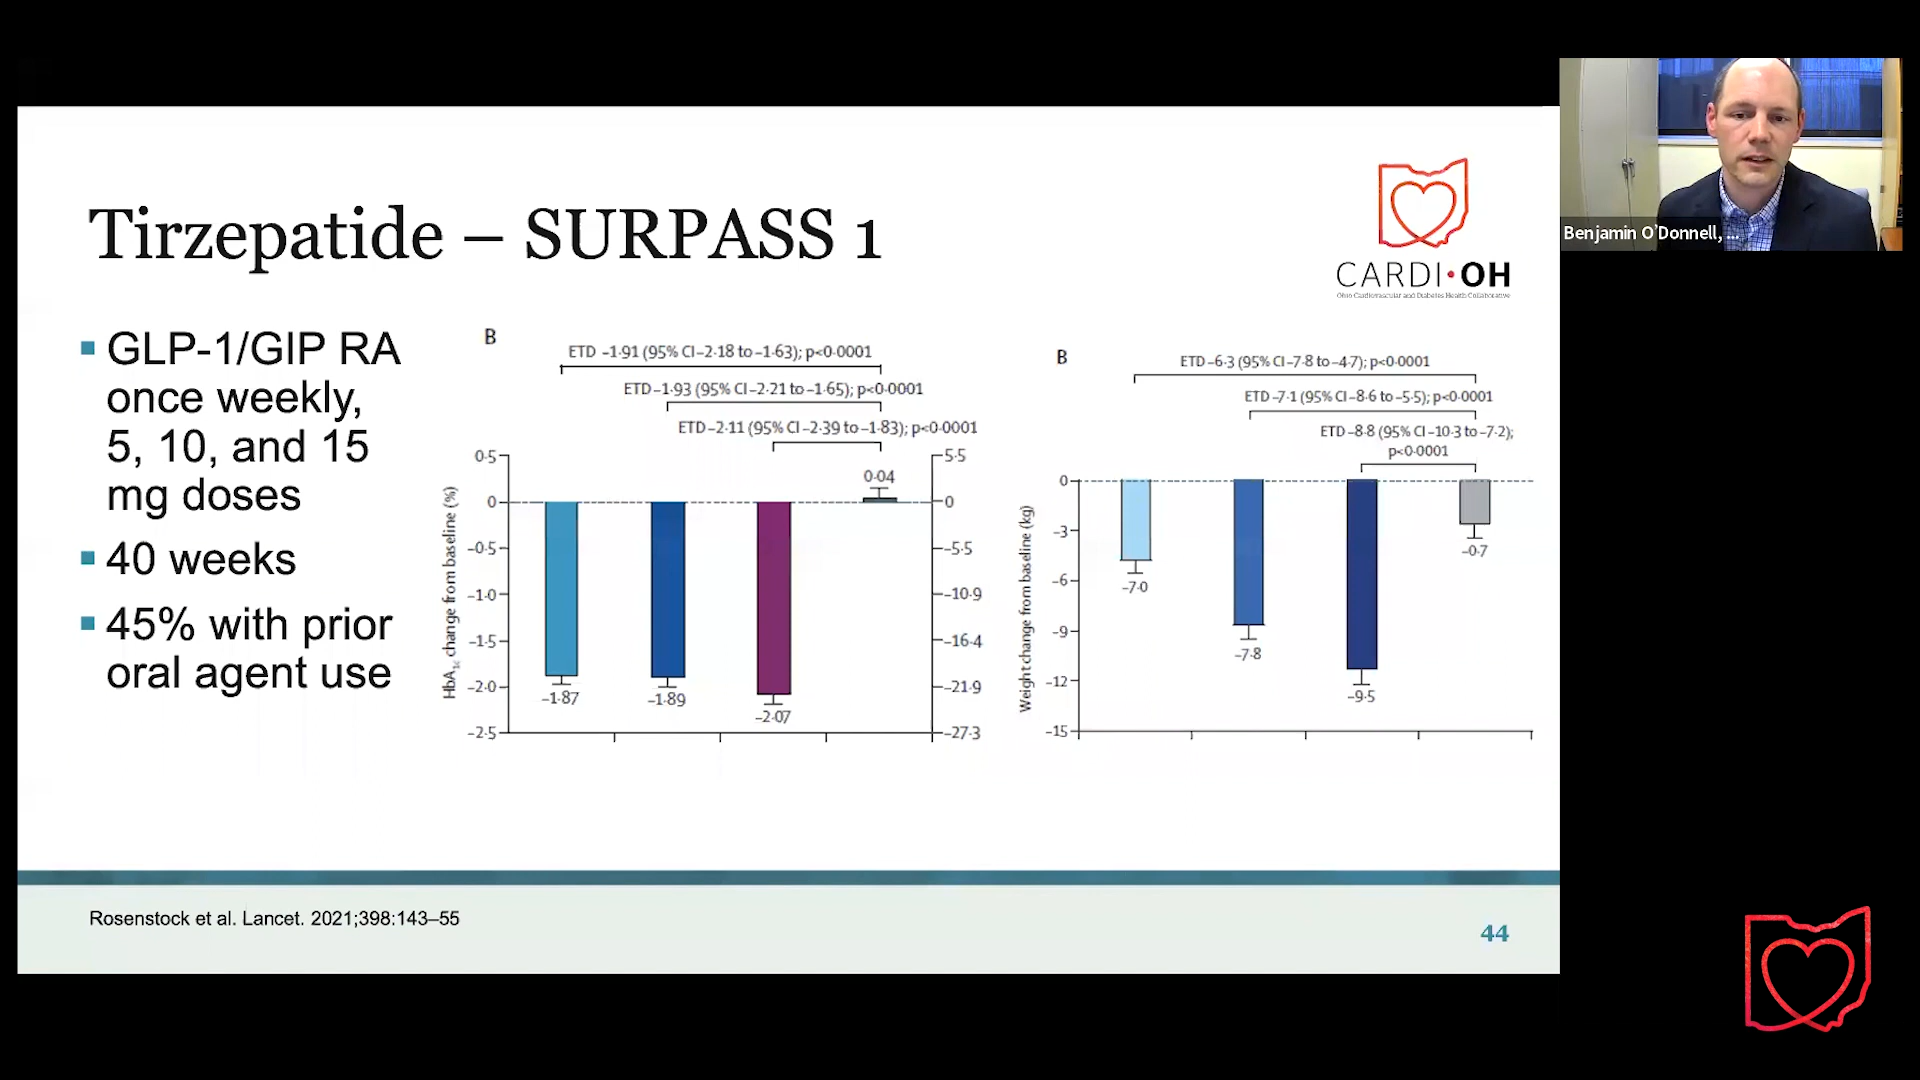 Tirzepatide – SURPASS 1
CARDI•OH
Ohio Cardiovascular and Diabetes Health Collaborative
Benjamin O'Donnell, ...
GLP-1/GIP RA
once weekly,
5, 10, and 15
mg doses
40 weeks
45% with prior
oral agent use
B
ETD –1·91 (95% CI–2·18 to –1·63); p<0·0001
ETD–1·93 (95% CI–2·21 to –1·65); p<0·0001
ETD–2·11 (95% CI–2·39 to –1·83); p<0·0001
HbA1c change from baseline (%)
0·5
0
–0·5
–1·0
–1·5
–2·0
–2·5
–1·87
–1·89
–2·07
0·04
5·5
0
–5·5
–10·9
–16·4
–21·9
–27·3
B
ETD–6·3 (95% CI–7·8 to –4·7); p<0·0001
ETD–7·1 (95% CI–8·6 to –5·5); p<0·0001
ETD–8·8 (95% CI–10·3 to –7·2);
p<0·0001
Weight change from baseline (kg)
0
–3
–6
–9
–12
–15
–7·0
–7·8
–9·5
–0·7
Rosenstock et al. Lancet. 2021;398:143–55
44